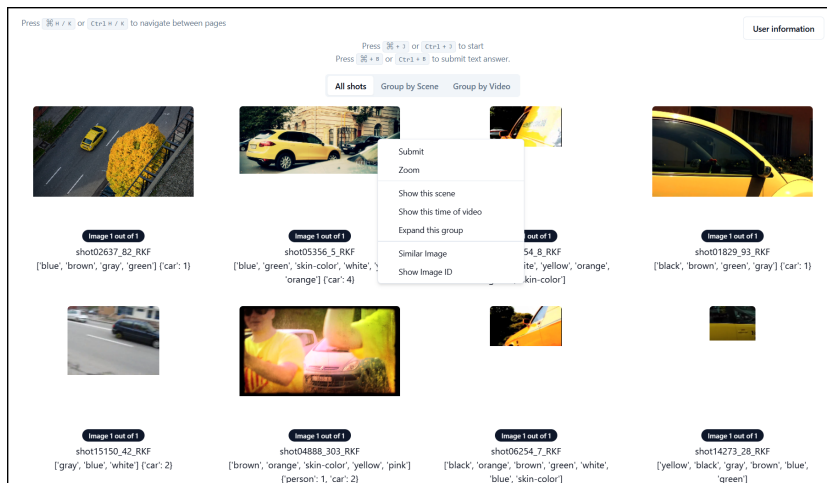 Press ⌘ H / K or Ctrl H / K to navigate between pages
User information
Press ⌘ + J or Ctrl + J to start
Press ⌘ + B or Ctrl + B to submit text answer.
All shots Group by Scene Group by Video
Submit
Zoom
Show this scene
Show this time of video
Expand this group
Similar Image
Show Image ID
Image 1 out of 1
shot02637_82_RKF
['blue', 'brown', 'gray', 'green'] {'car': 1}
Image 1 out of 1
shot05356_5_RKF
['blue', 'green', 'skin-color', 'white', 'y
'orange'] {'car': 4}
54_8_RKF
ite', 'yellow', 'orange',
skin-color']
Image 1 out of 1
shot01829_93_RKF
['black', 'brown', 'green', 'gray'] {'car': 1}
Image 1 out of 1
shot15150_42_RKF
['gray', 'blue', 'white'] {'car': 2}
Image 1 out of 1
shot04888_303_RKF
['brown', 'orange', 'skin-color', 'yellow', 'pink']
{'person': 1, 'car': 2}
Image 1 out of 1
shot06254_7_RKF
['black', 'orange', 'brown', 'green', 'white',
'blue', 'skin-color']
Image 1 out of 1
shot14273_28_RKF
['yellow', 'black', 'gray', 'brown', 'blue',
'green']